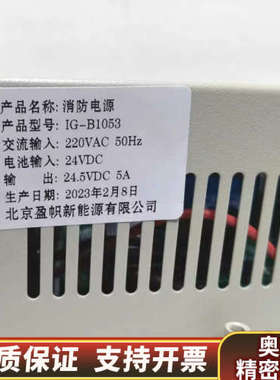 产品名称：消防电源
产品型号：IG-B1053
交流输入：220VAC 50Hz
电池输入：24VDC
输　　出：24.5VDC 5A
生产日期：2023年2月8日
北京盈帜新能源有限公司
质保证 支持开票
奥
精密